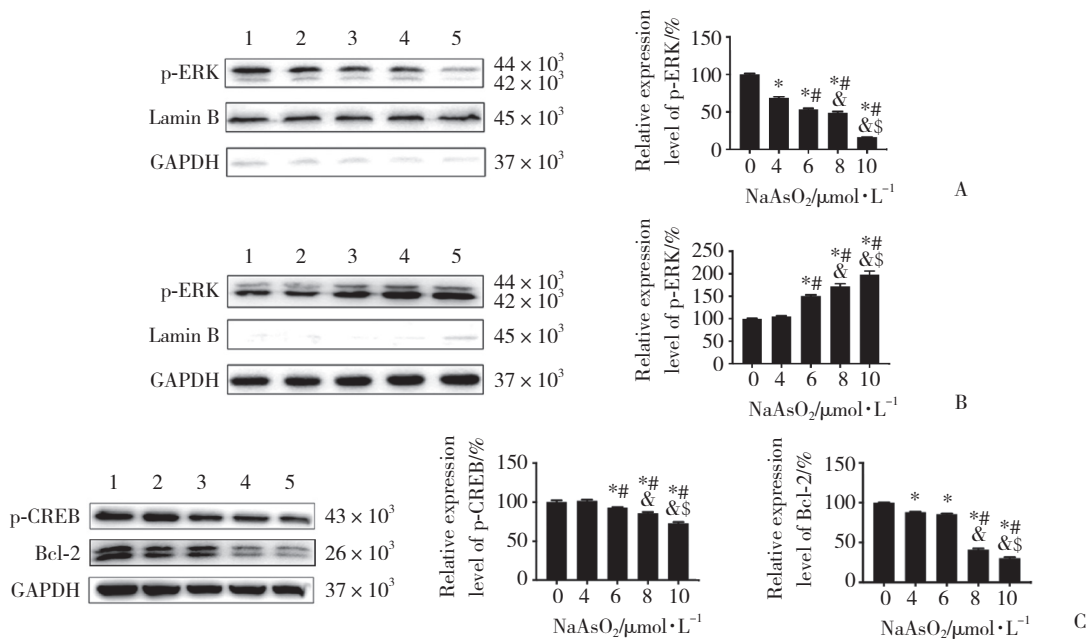 1 2 3 4 5
p-ERK
44 × 10³
42 × 10³
Lamin B
45 × 10³
GAPDH
37 × 10³
Relative expression
level of p-ERK/%
150
100
50
0
*
*#
*#
&
*#
&$
0 4 6 8 10
NaAsO₂/μmol·L⁻¹
A
1 2 3 4 5
p-ERK
44 × 10³
42 × 10³
Lamin B
45 × 10³
GAPDH
37 × 10³
Relative expression
level of p-ERK/%
250
200
150
100
50
0
*#
*#
&
*#
&$
0 4 6 8 10
NaAsO₂/μmol·L⁻¹
B
1 2 3 4 5
p-CREB
43 × 10³
Bcl-2
26 × 10³
GAPDH
37 × 10³
Relative expression
level of p-CREB/%
150
100
50
0
*#
*#
&
*#
&$
0 4 6 8 10
NaAsO₂/μmol·L⁻¹
Relative expression
level of Bcl-2/%
150
100
50
0
*
*
*#
&
*#
&$
0 4 6 8 10
NaAsO₂/μmol·L⁻¹
C